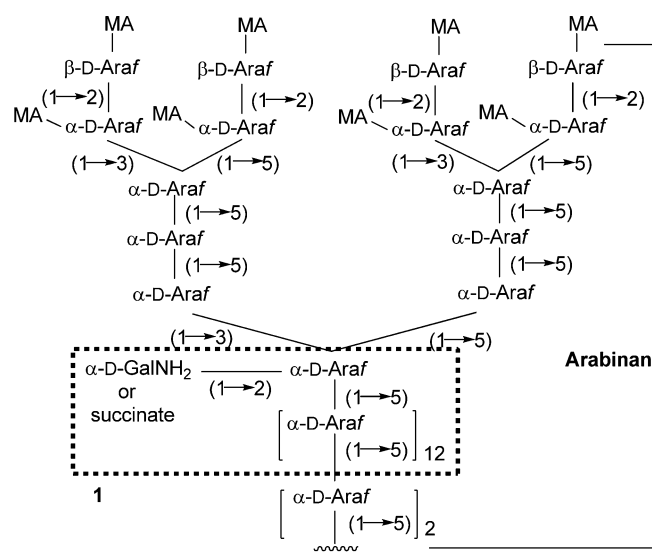 MA MA MA MA
β-D-Araf β-D-Araf β-D-Araf β-D-Araf
(1→2) (1→2) (1→2) (1→2)
MA α-D-Araf MA α-D-Araf MA α-D-Araf MA α-D-Araf
(1→3) (1→5) (1→3) (1→5)
α-D-Araf α-D-Araf
(1→5) (1→5)
α-D-Araf α-D-Araf
(1→5) (1→5)
α-D-Araf α-D-Araf
(1→3) (1→5)
Arabinan
α-D-GalNH₂ (1→2) α-D-Araf
or
succinate
(1→5)
[α-D-Araf
(1→5)]12
1
[α-D-Araf
(1→5)]2